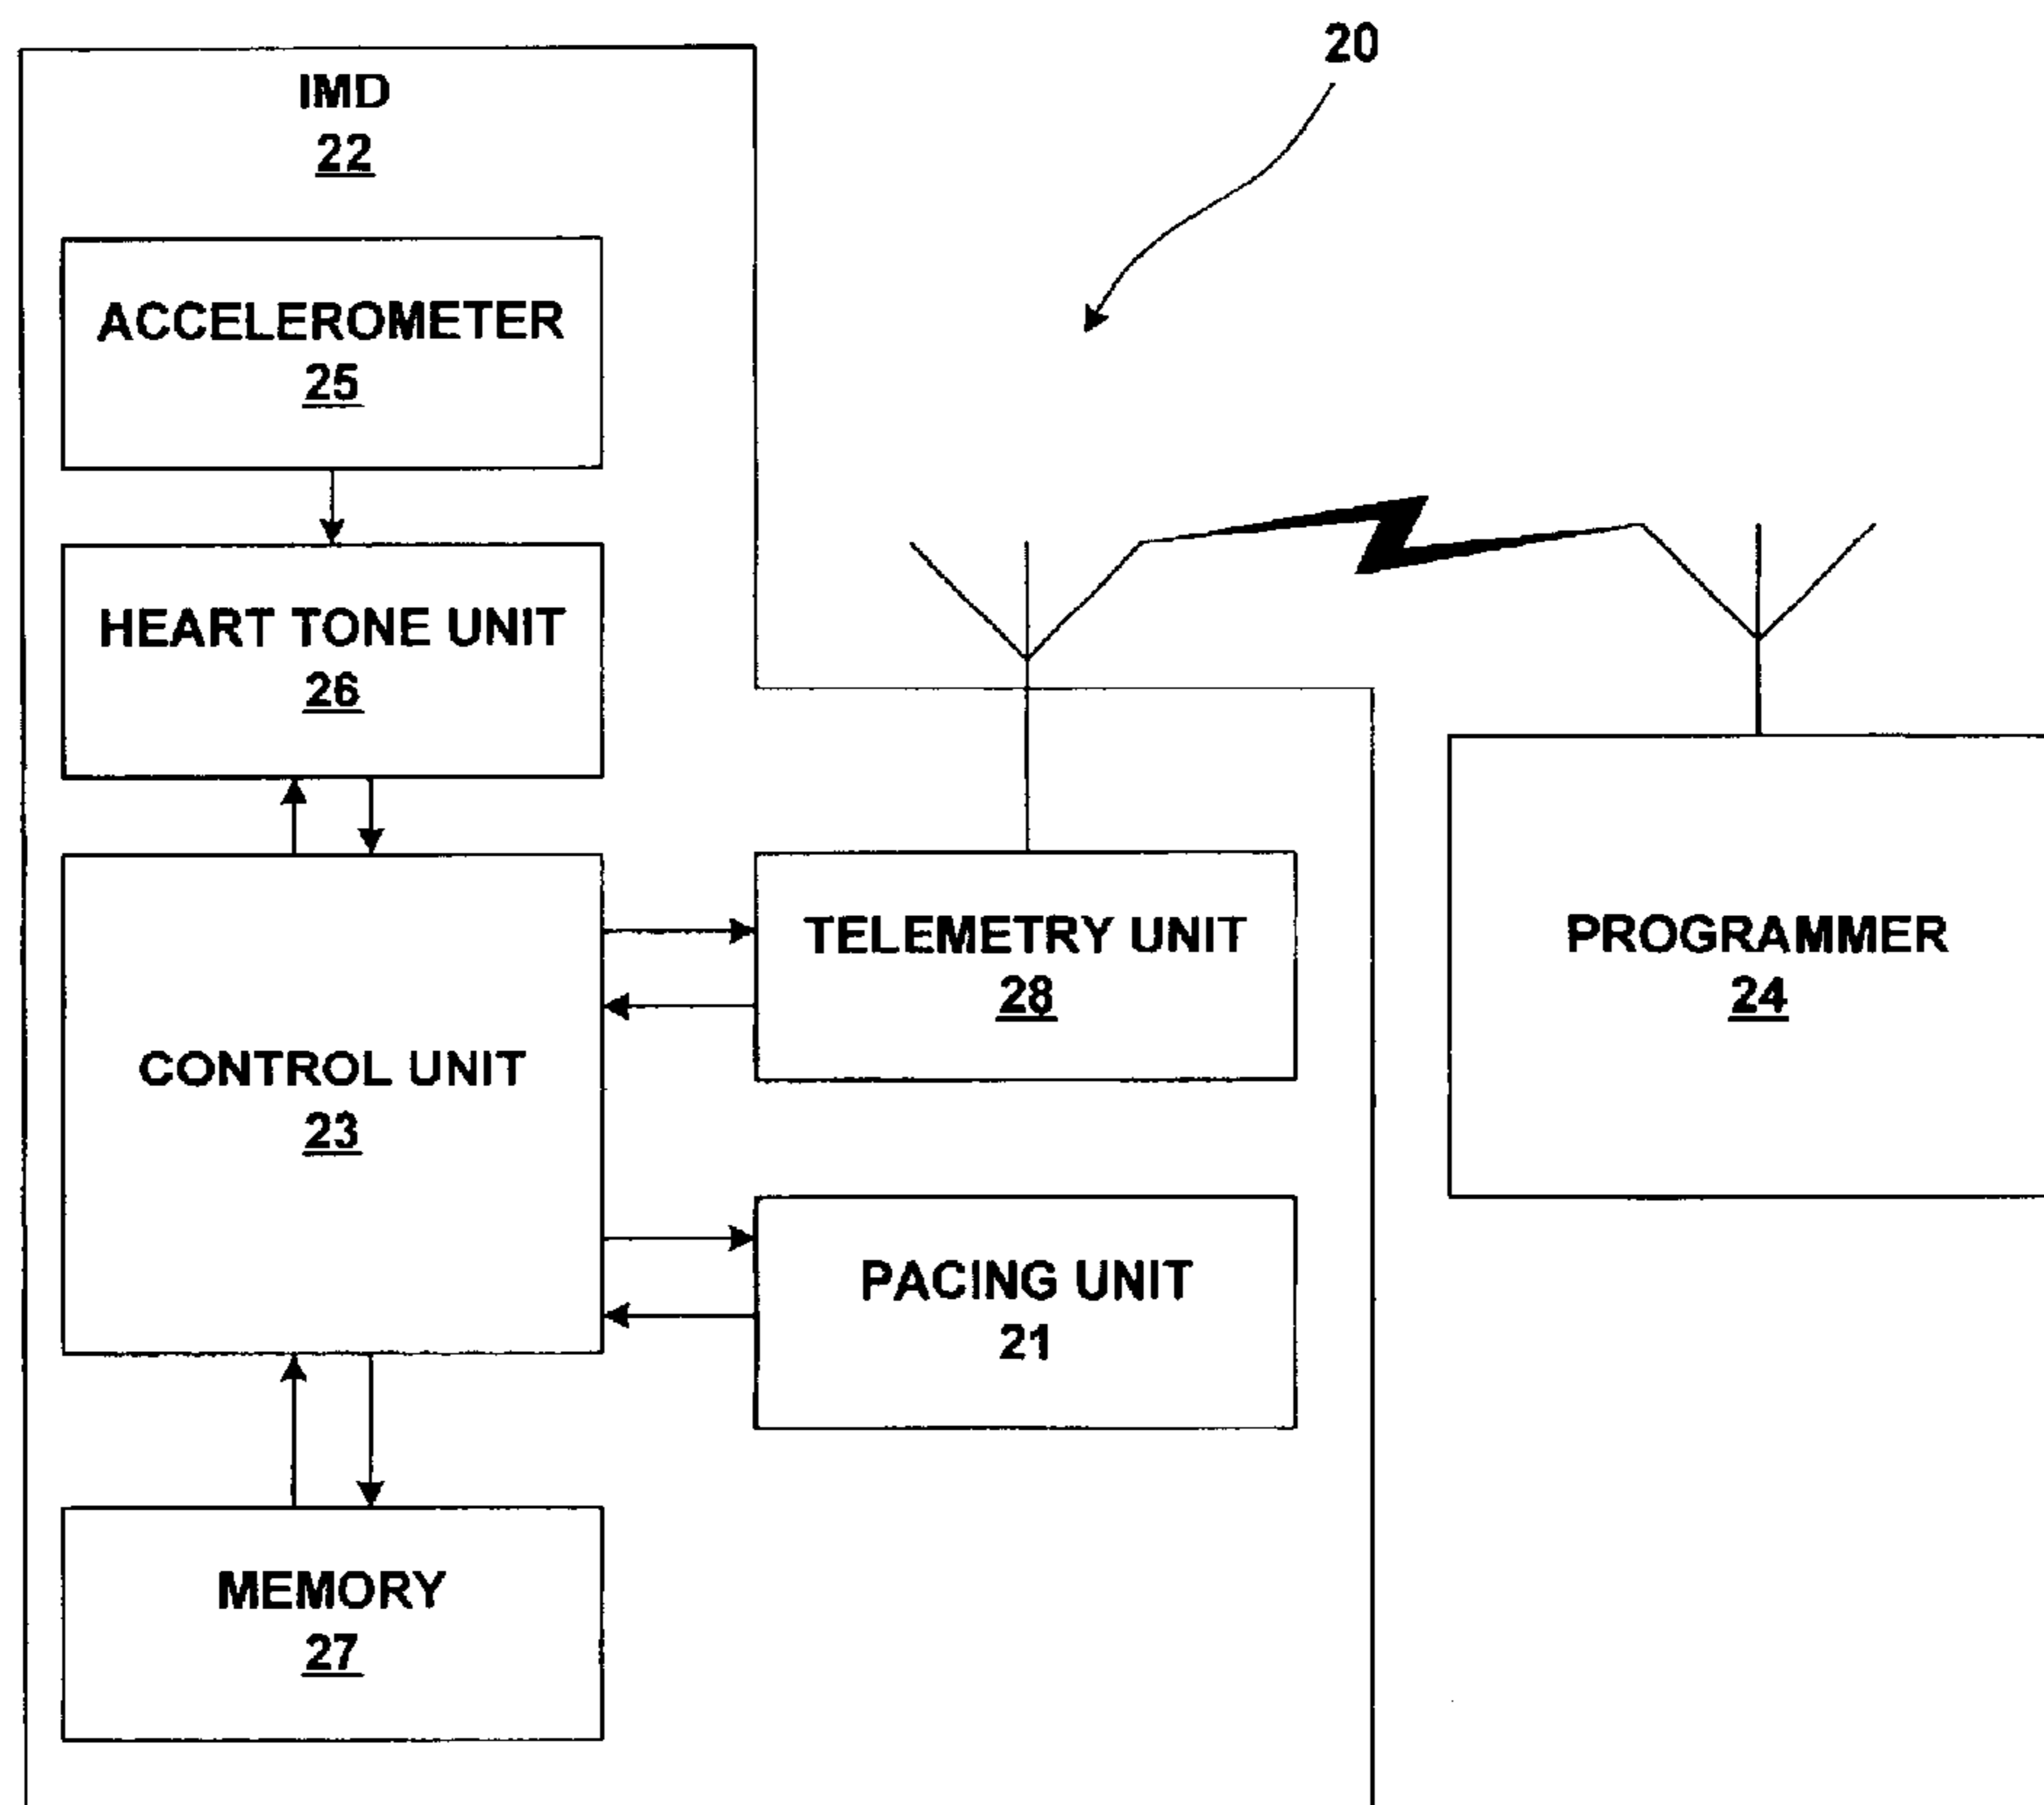 20
IMD
22
ACCELEROMETER
25
HEART TONE UNIT
26
CONTROL UNIT
23
TELEMETRY UNIT
28
PROGRAMMER
24
PACING UNIT
21
MEMORY
27